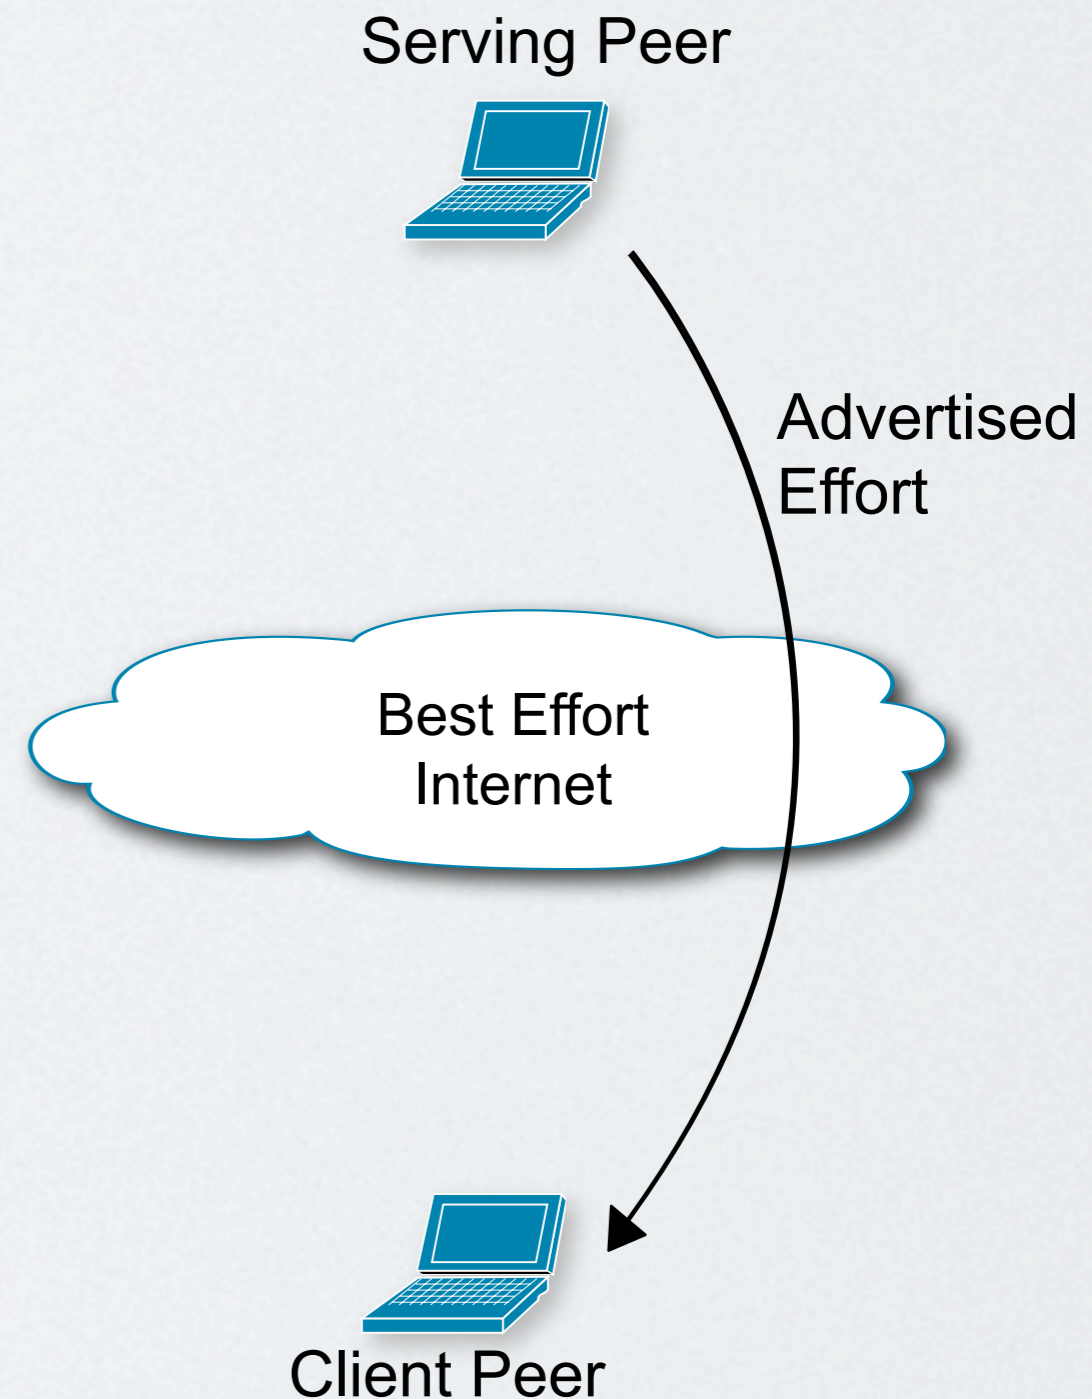 Serving Peer
Advertised
Effort
Best Effort
Internet
Client Peer